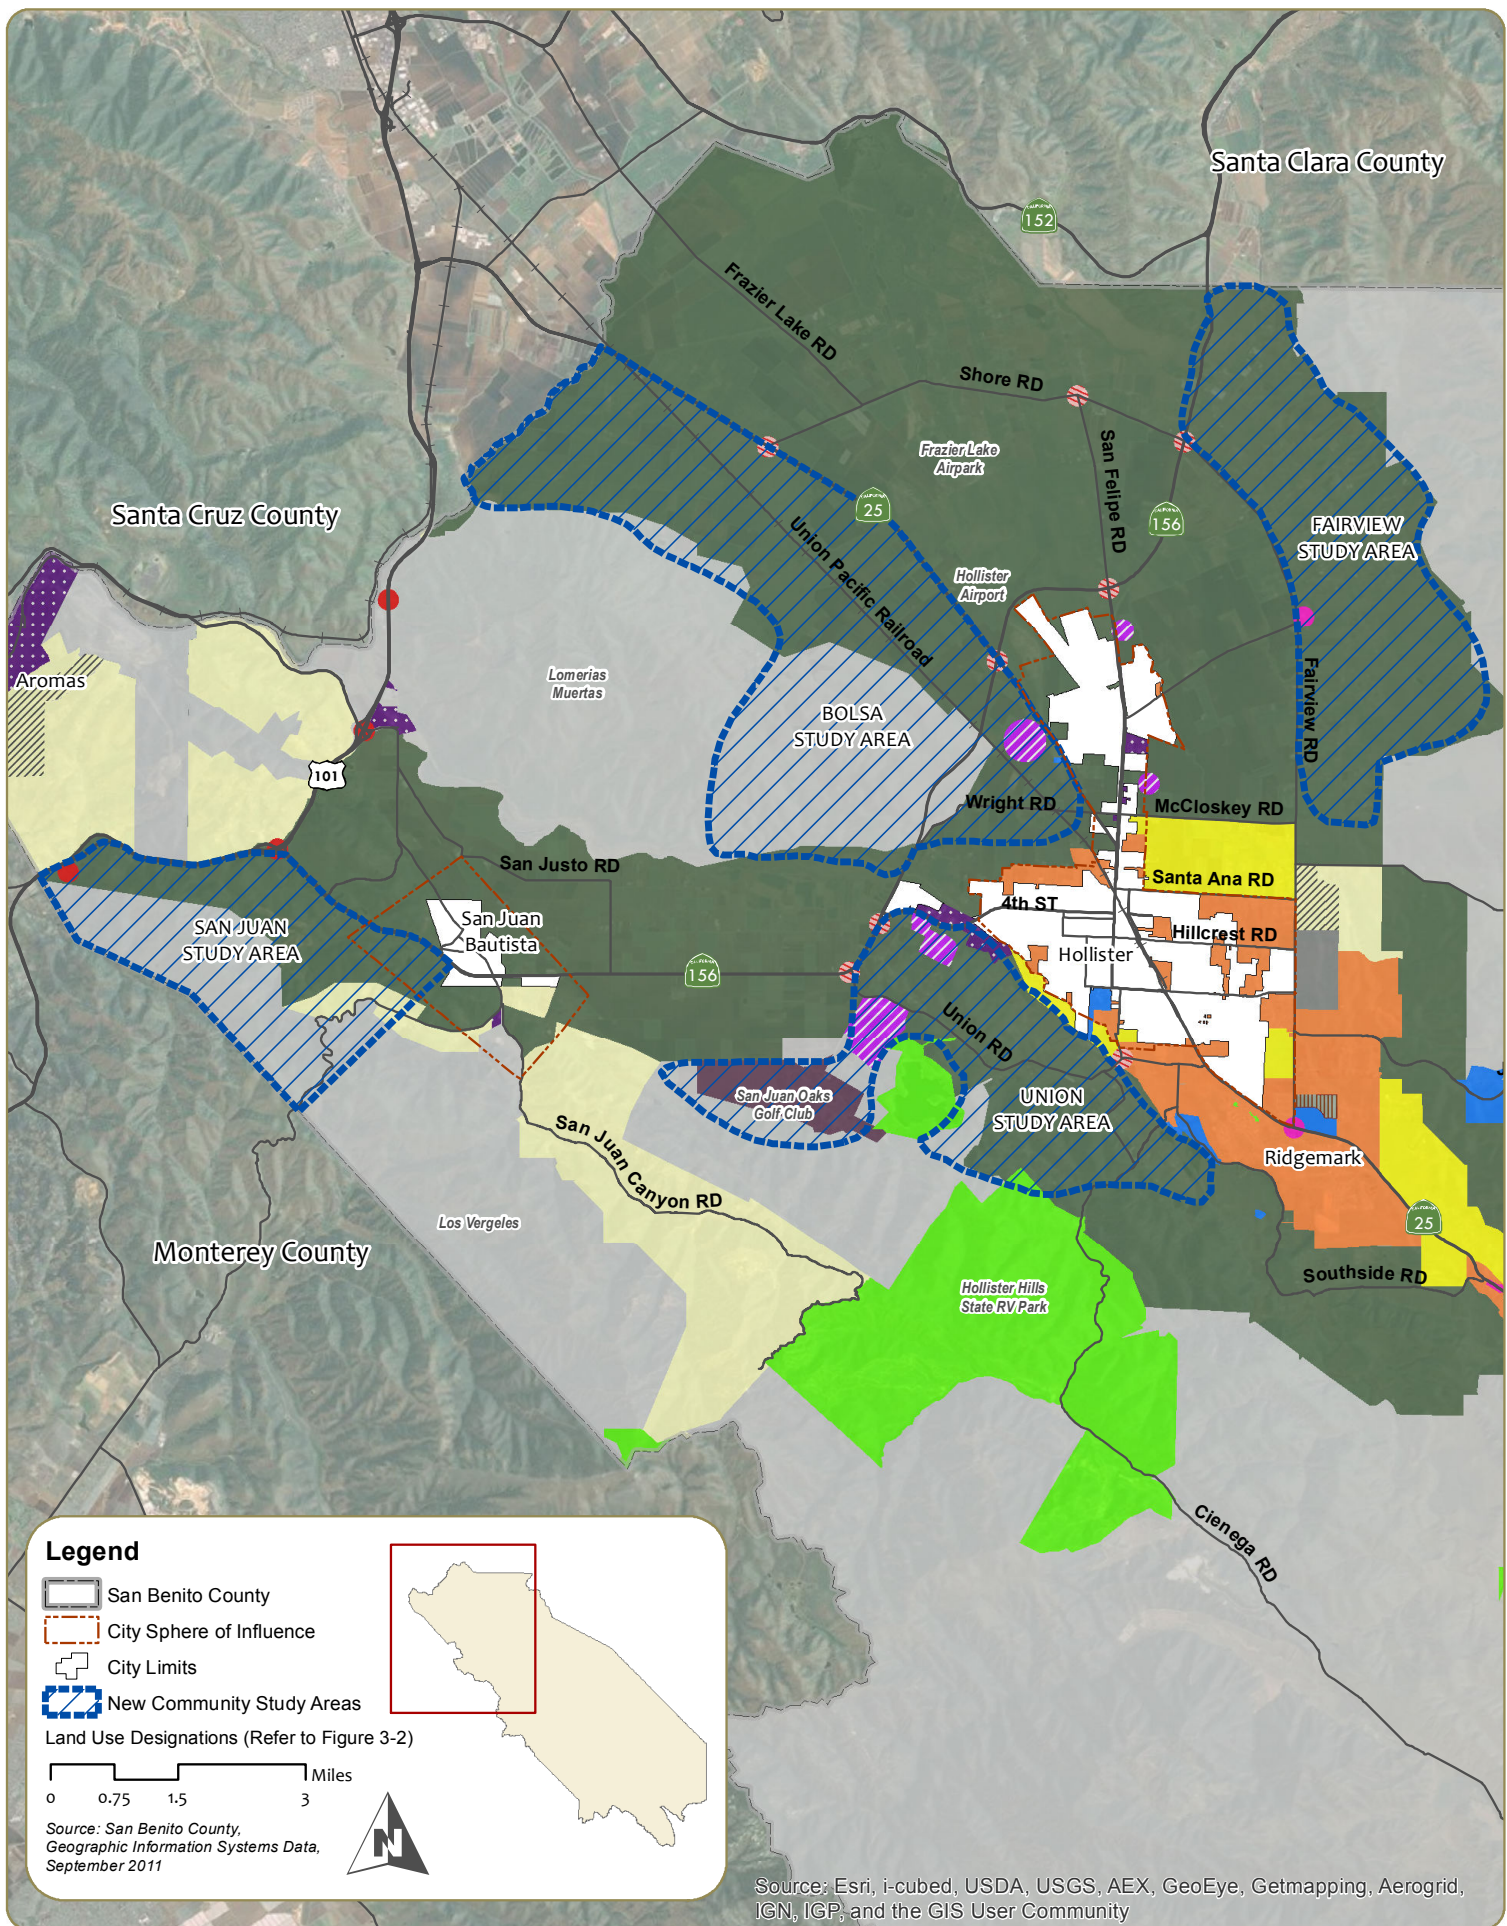 Santa Clara County
CALIFORNIA
152
Frazier Lake RD
Shore RD
Frazier Lake
Airpark
San Felipe RD
CALIFORNIA
25
CALIFORNIA
156
Santa Cruz County
FAIRVIEW
STUDY AREA
Union Pacific Railroad
Hollister
Airport
Aromas
Lomerias
Muertas
Fairview RD
BOLSA
STUDY AREA
101
Wright RD
McCloskey RD
San Justo RD
Santa Ana RD
4th ST
SAN JUAN
STUDY AREA
San Juan
Bautista
Hillcrest RD
Hollister
CALIFORNIA
156
Union RD
San Juan Oaks
Golf Club
UNION
STUDY AREA
San Juan Canyon RD
Ridgemark
Los Vergeles
CALIFORNIA
25
Monterey County
Southside RD
Hollister Hills
State RV Park
Cienega RD
Legend
San Benito County
City Sphere of Influence
City Limits
New Community Study Areas
Land Use Designations (Refer to Figure 3-2)
Miles
0 0.75 1.5 3
N
Source: San Benito County,
Geographic Information Systems Data,
September 2011
Source: Esri, i-cubed, USDA, USGS, AEX, GeoEye, Getmapping, Aerogrid,
IGN, IGP, and the GIS User Community